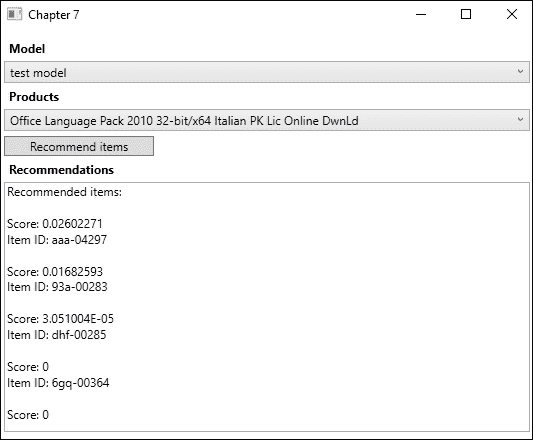 Chapter 7
Model
test model
Products
Office Language Pack 2010 32-bit/x64 Italian PK Lic Online DwnLd
Recommend items
Recommendations
Recommended items:
Score: 0.02602271
Item ID: aaa-04297
Score: 0.01682593
Item ID: 93a-00283
Score: 3.051004E-05
Item ID: dhf-00285
Score: 0
Item ID: 6gq-00364
Score: 0